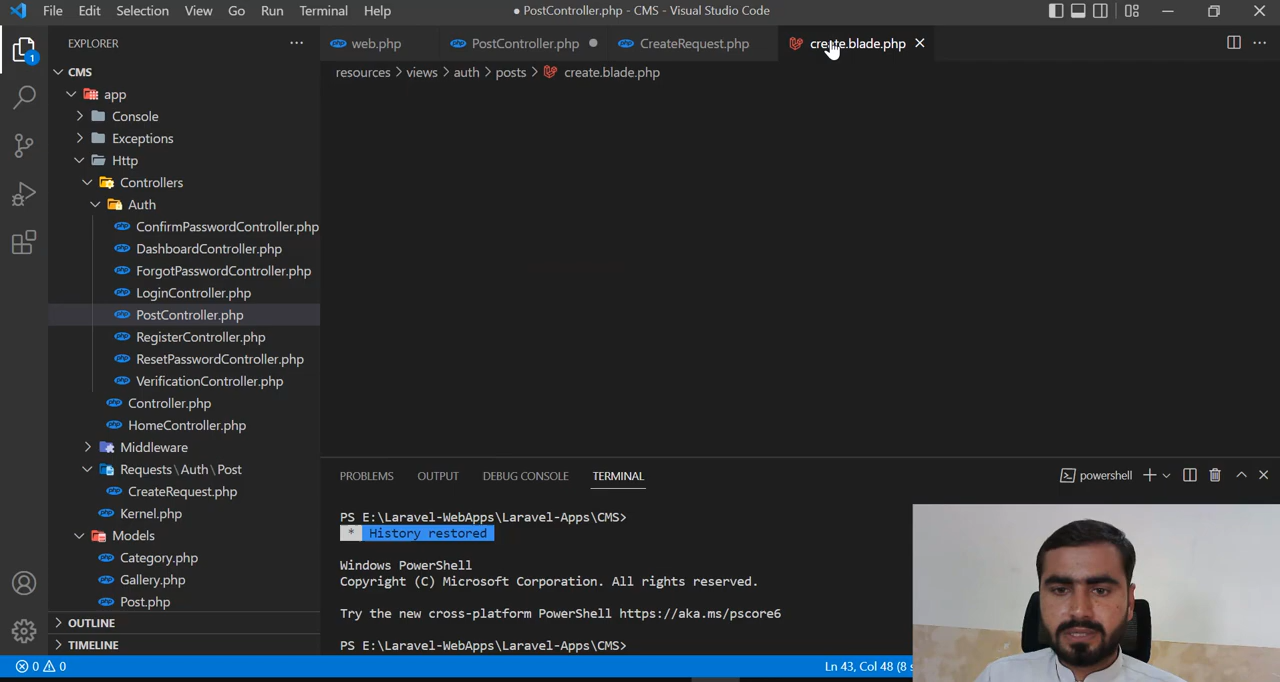 File Edit Selection View Go Run Terminal Help
● PostController.php - CMS - Visual Studio Code
EXPLORER
web.php
PostController.php
CreateRequest.php
create.blade.php
resources > views > auth > posts > create.blade.php
1
CMS
app
Console
Exceptions
Http
Controllers
Auth
ConfirmPasswordController.php
DashboardController.php
ForgotPasswordController.php
LoginController.php
PostController.php
RegisterController.php
ResetPasswordController.php
VerificationController.php
Controller.php
HomeController.php
Middleware
Requests\Auth\Post
CreateRequest.php
Kernel.php
Models
Category.php
Gallery.php
Post.php
OUTLINE
TIMELINE
PROBLEMS OUTPUT DEBUG CONSOLE TERMINAL
powershell
PS E:\Laravel-WebApps\Laravel-Apps\CMS>
* History restored
Windows PowerShell
Copyright (C) Microsoft Corporation. All rights reserved.
Try the new cross-platform PowerShell https://aka.ms/pscore6
PS E:\Laravel-WebApps\Laravel-Apps\CMS>
0 0
Ln 43, Col 48 (8 s